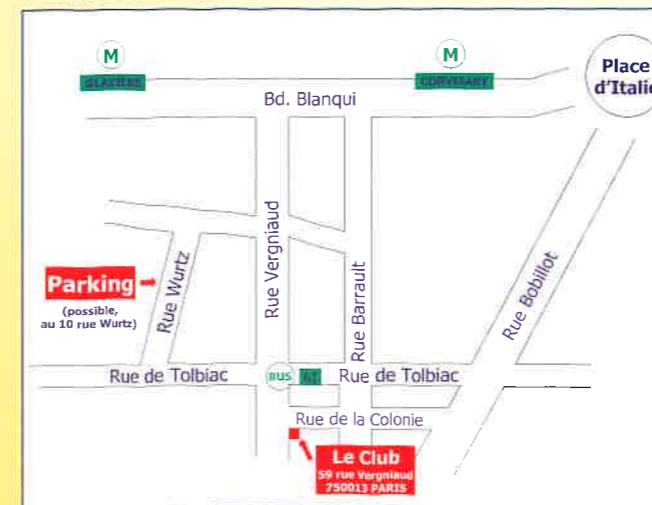 M
M
GLACIERE
CORVISART
Place
d'Italie
Bd. Blanqui
Rue Vergniaud
Rue Barrault
Rue Bobillot
Rue Wurtz
Parking
(possible,
au 10 rue Wurtz)
Rue de Tolbiac
BUS
Rue de Tolbiac
Rue de la Colonie
Le Club
59 rue Vergniaud
750013 PARIS